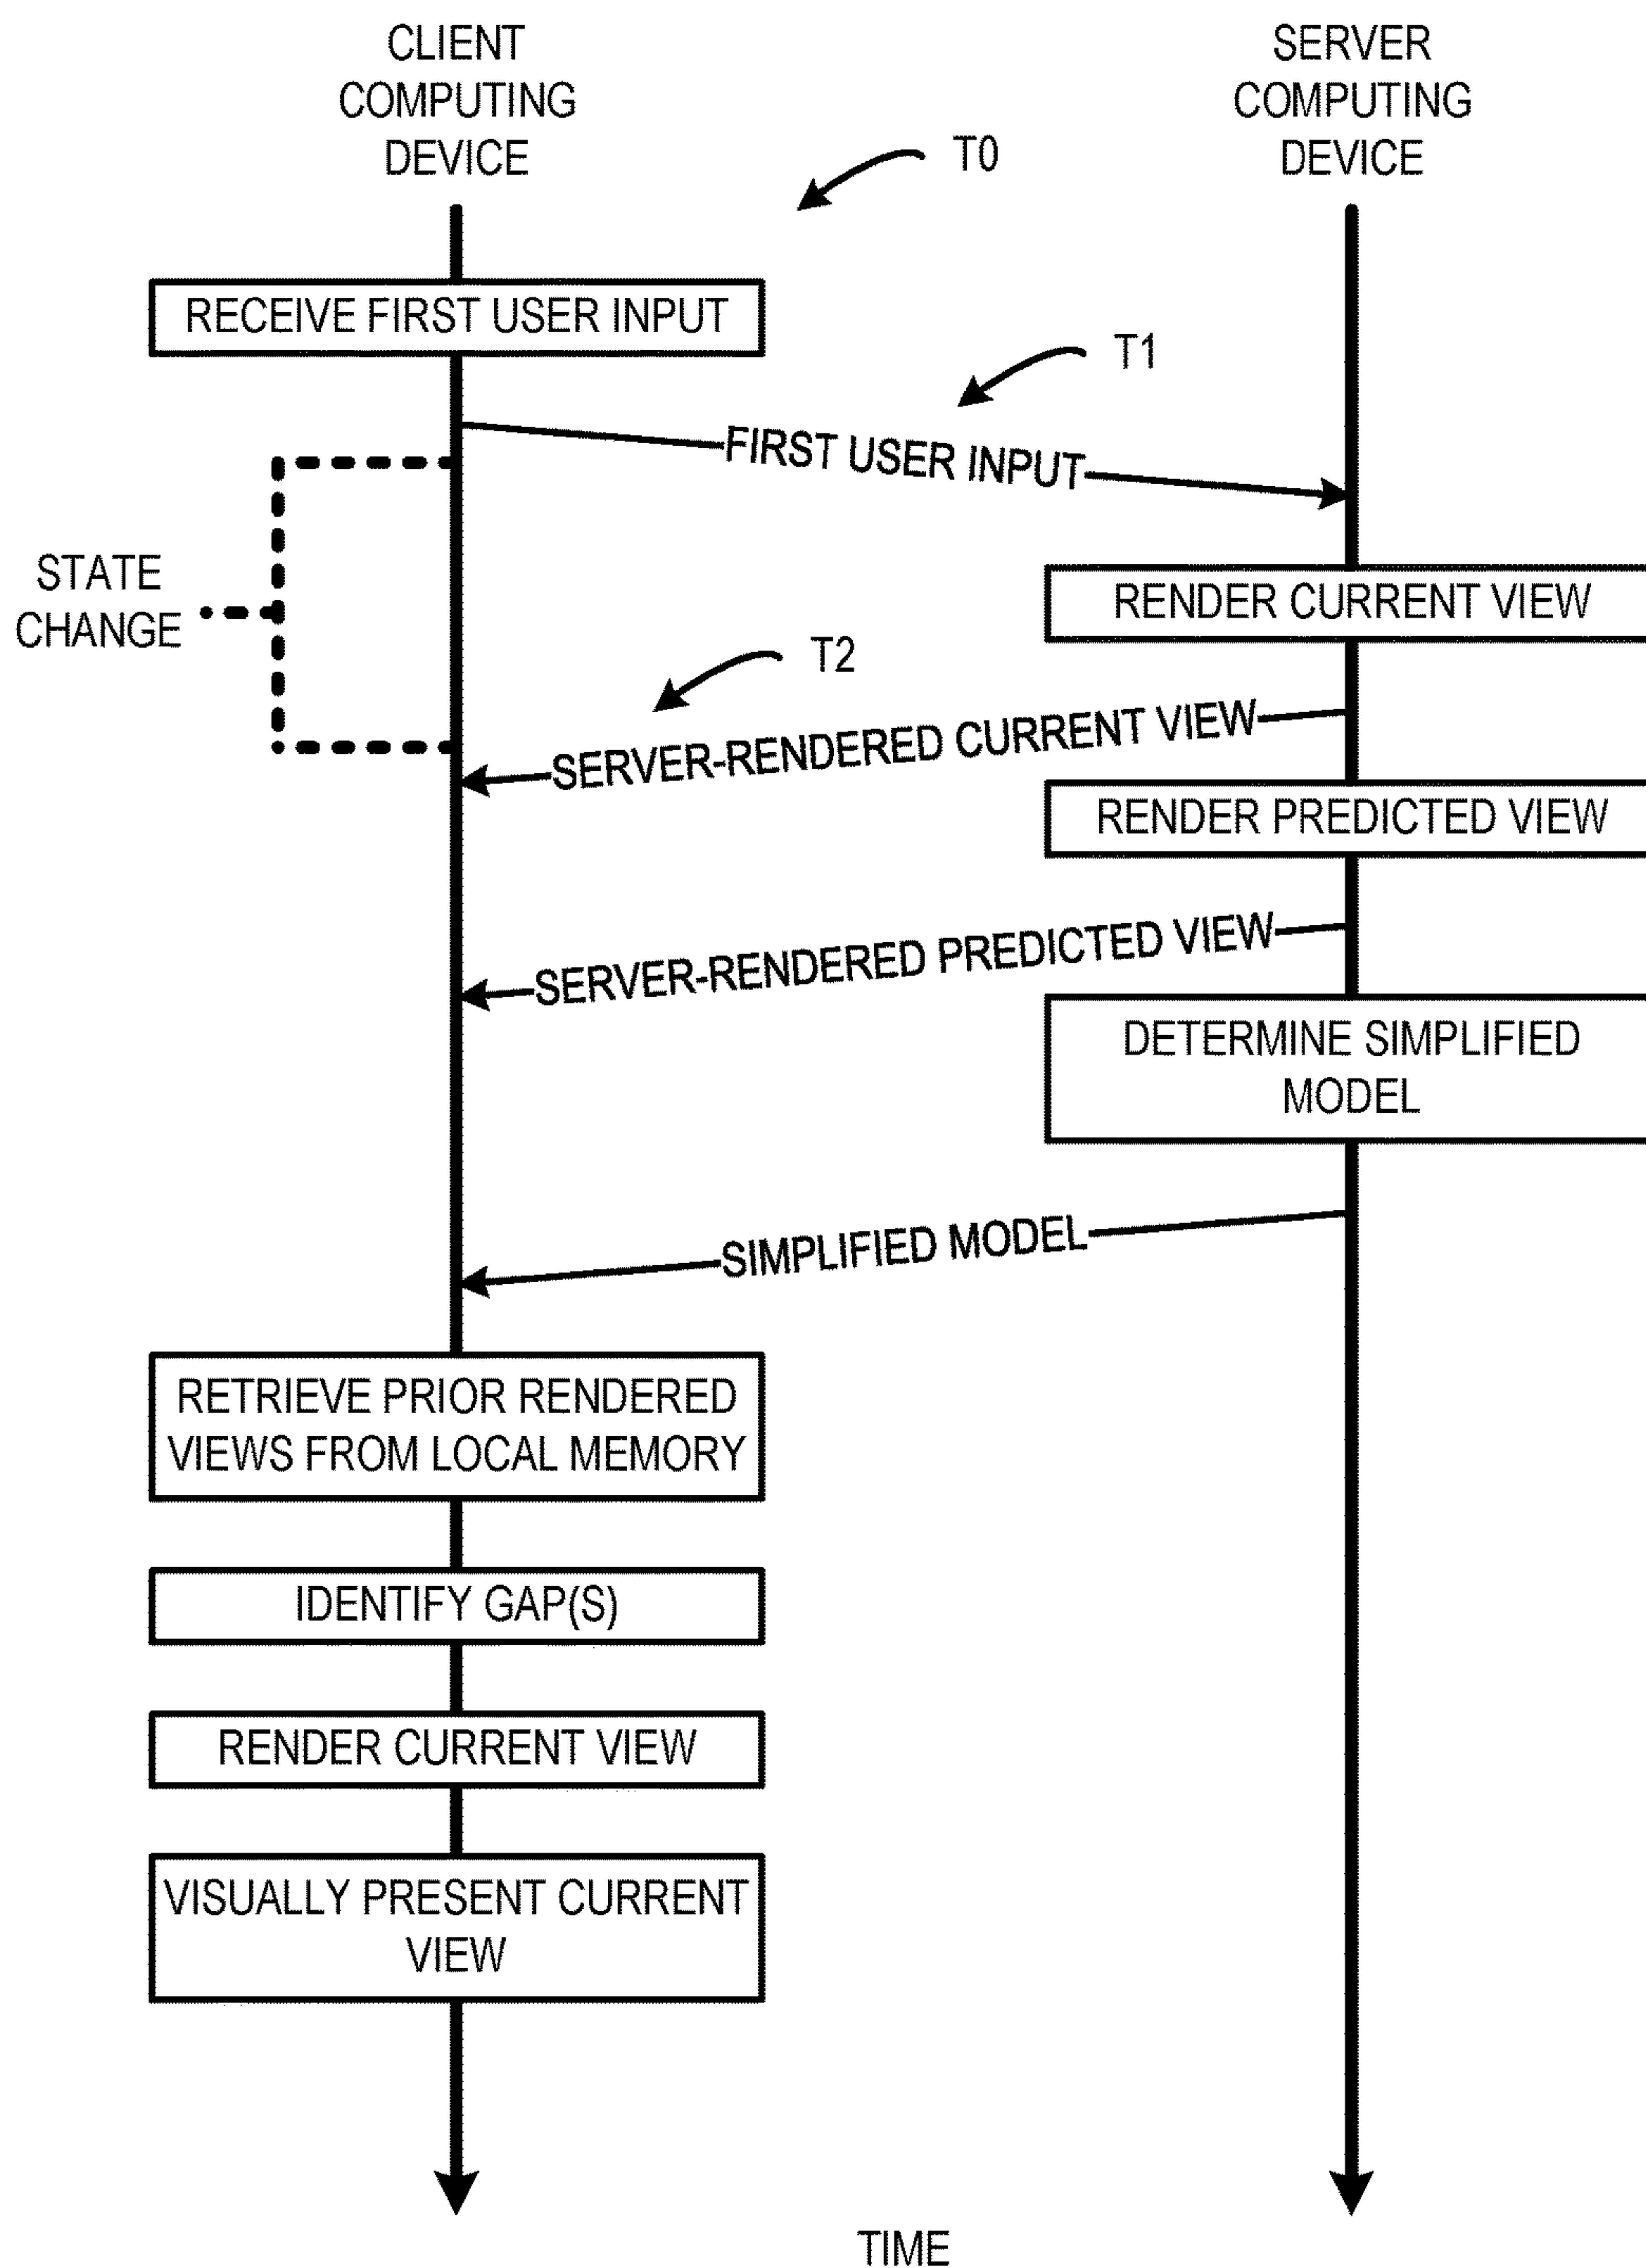 CLIENT
COMPUTING
DEVICE
SERVER
COMPUTING
DEVICE
T0
RECEIVE FIRST USER INPUT
T1
FIRST USER INPUT
STATE
CHANGE
RENDER CURRENT VIEW
T2
SERVER-RENDERED CURRENT VIEW
RENDER PREDICTED VIEW
SERVER-RENDERED PREDICTED VIEW
DETERMINE SIMPLIFIED
MODEL
SIMPLIFIED MODEL
RETRIEVE PRIOR RENDERED
VIEWS FROM LOCAL MEMORY
IDENTIFY GAP(S)
RENDER CURRENT VIEW
VISUALLY PRESENT CURRENT
VIEW
TIME